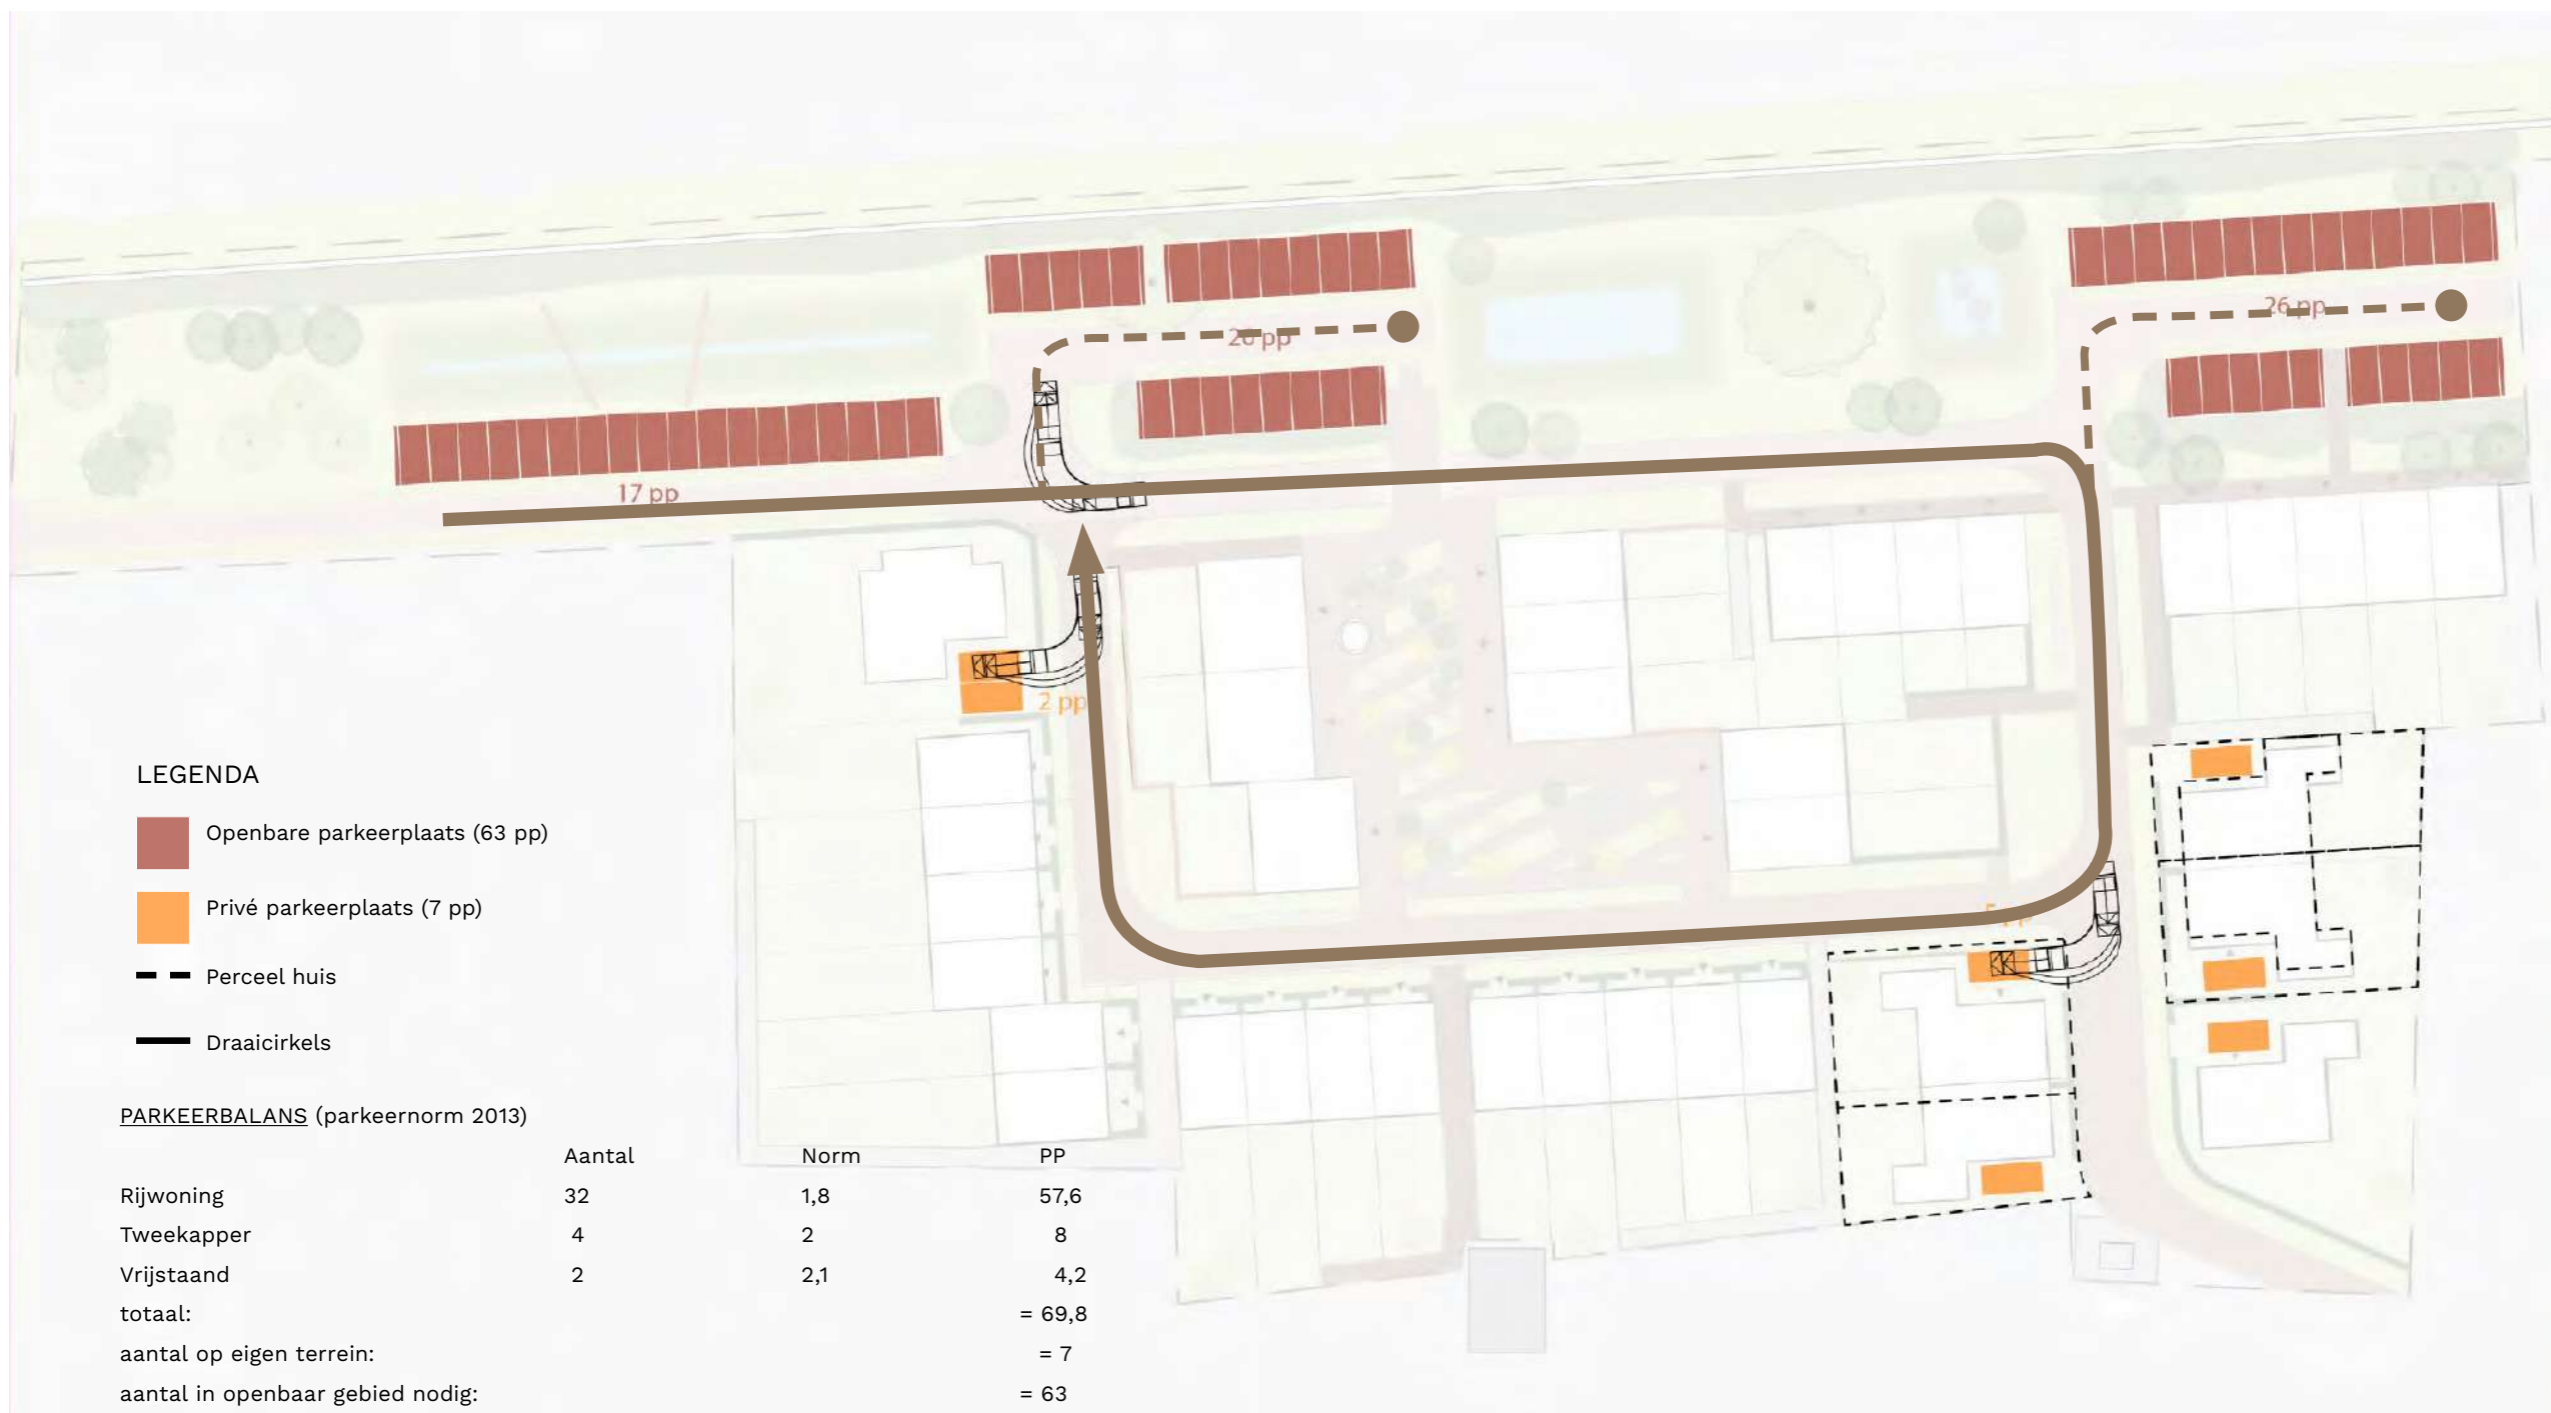 26 pp
20 pp
17 pp
2 pp
LEGENDA
Openbare parkeerplaats (63 pp)
Privé parkeerplaats (7 pp)
Perceel huis
Draaicirkels
PARKEERBALANS (parkeernorm 2013)
Aantal Norm PP
Rijwoning 32 1,8 57,6
Tweekapper 4 2 8
Vrijstaand 2 2,1 4,2
totaal: = 69,8
aantal op eigen terrein: = 7
aantal in openbaar gebied nodig: = 63